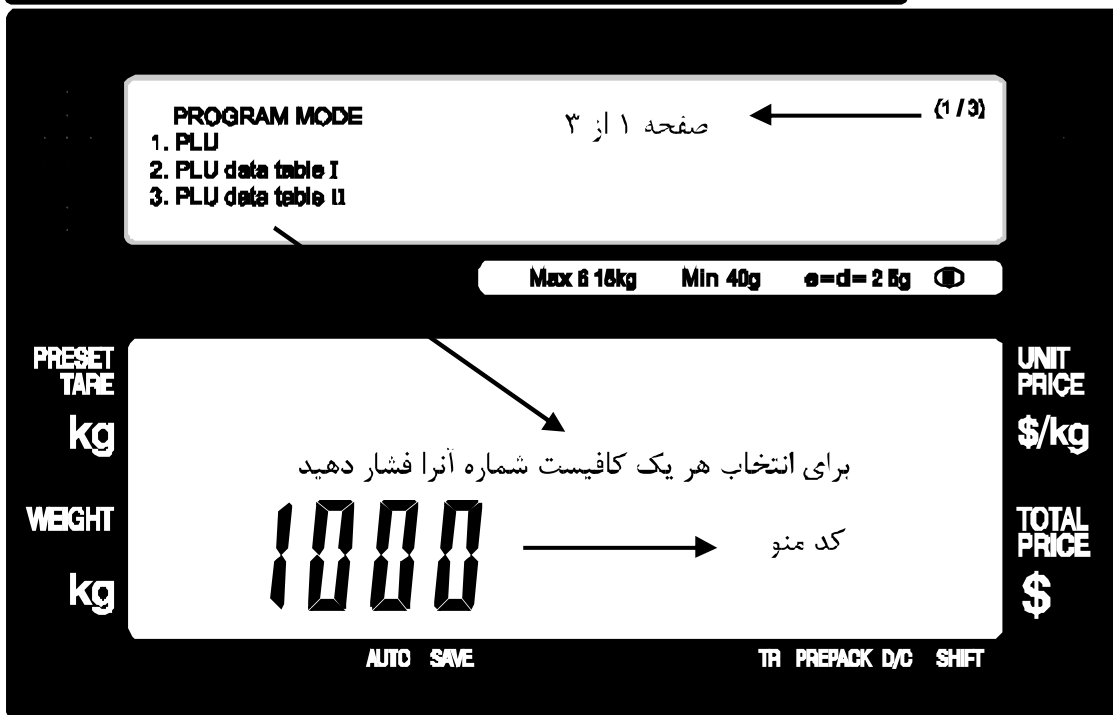 PROGRAM MODE
صفحه ۱ از ۳
(1 / 3)
1. PLU
2. PLU data table I
3. PLU data table II
Max 6 15kg Min 40g e=d= 2 5g
PRESET
TARE
kg
UNIT
PRICE
$/kg
برای انتخاب هر یک کافیست شماره آنرا فشار دهید
WEIGHT
kg
1000
کد منو
TOTAL
PRICE
$
AUTO SAVE TR PREPACK D/C SHIFT